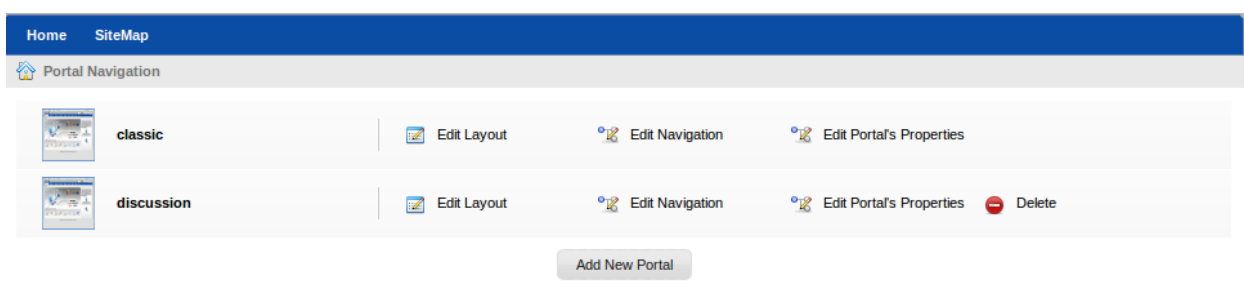 Home SiteMap
Portal Navigation
classic Edit Layout Edit Navigation Edit Portal's Properties
discussion Edit Layout Edit Navigation Edit Portal's Properties Delete
Add New Portal